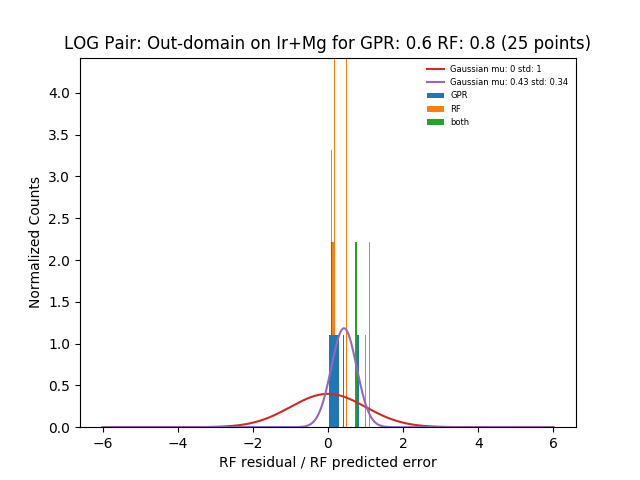 LOG Pair: Out-domain on Ir+Mg for GPR: 0.6 RF: 0.8 (25 points)
Gaussian mu: 0 std: 1
Gaussian mu: 0.43 std: 0.34
GPR
RF
both
Normalized Counts
4.0
3.5
3.0
2.5
2.0
1.5
1.0
0.5
0.0
−6 −4 −2 0 2 4 6
RF residual / RF predicted error